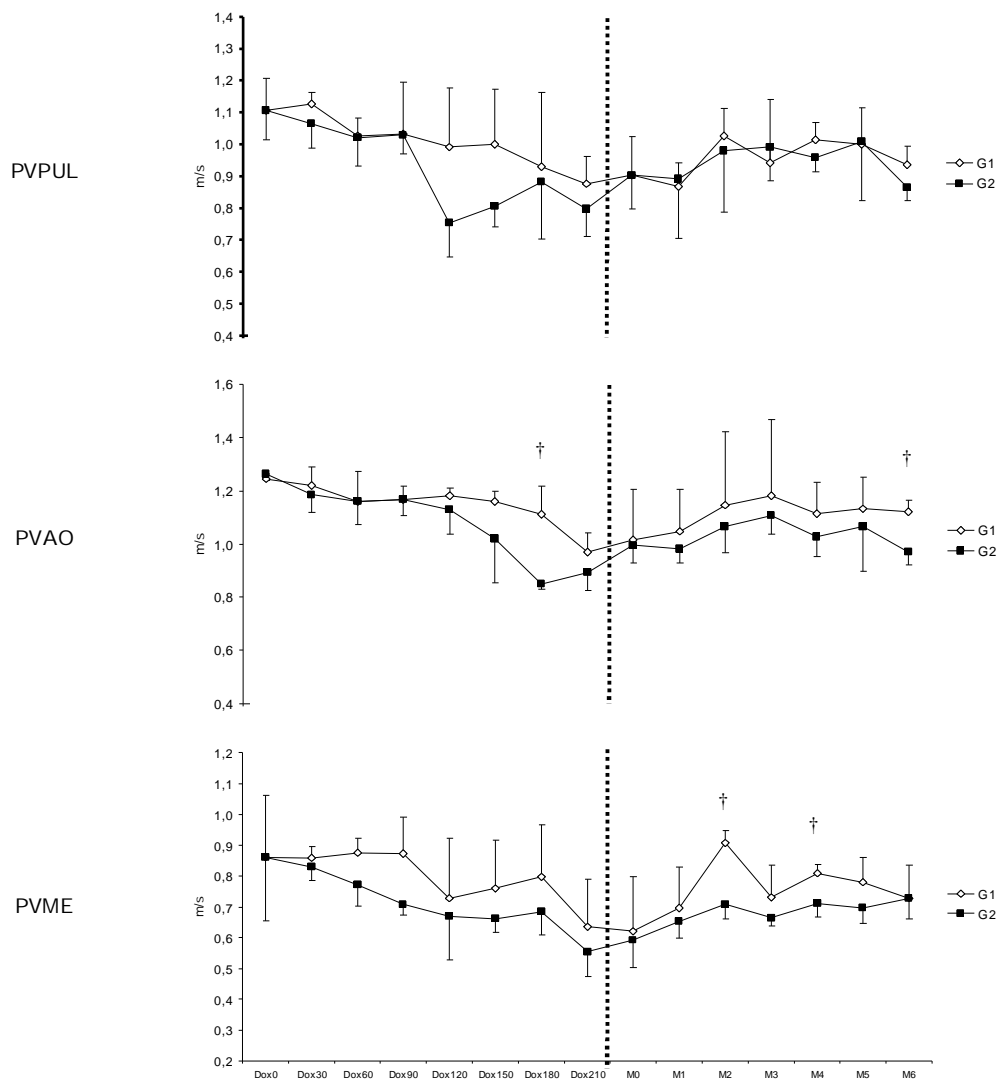 1,4
1,3
1,2
1,1
1,0
0,9
0,8
0,7
0,6
0,5
0,4
m/s
PVPUL
G1
G2
1,6
1,4
1,2
1,0
0,8
0,6
0,4
m/s
PVAO
†
†
G1
G2
1,2
1,1
1,0
0,9
0,8
0,7
0,6
0,5
0,4
0,3
0,2
m/s
PVME
†
†
G1
G2
Dox0 Dox30 Dox60 Dox90 Dox120 Dox150 Dox180 Dox210 M0 M1 M2 M3 M4 M5 M6